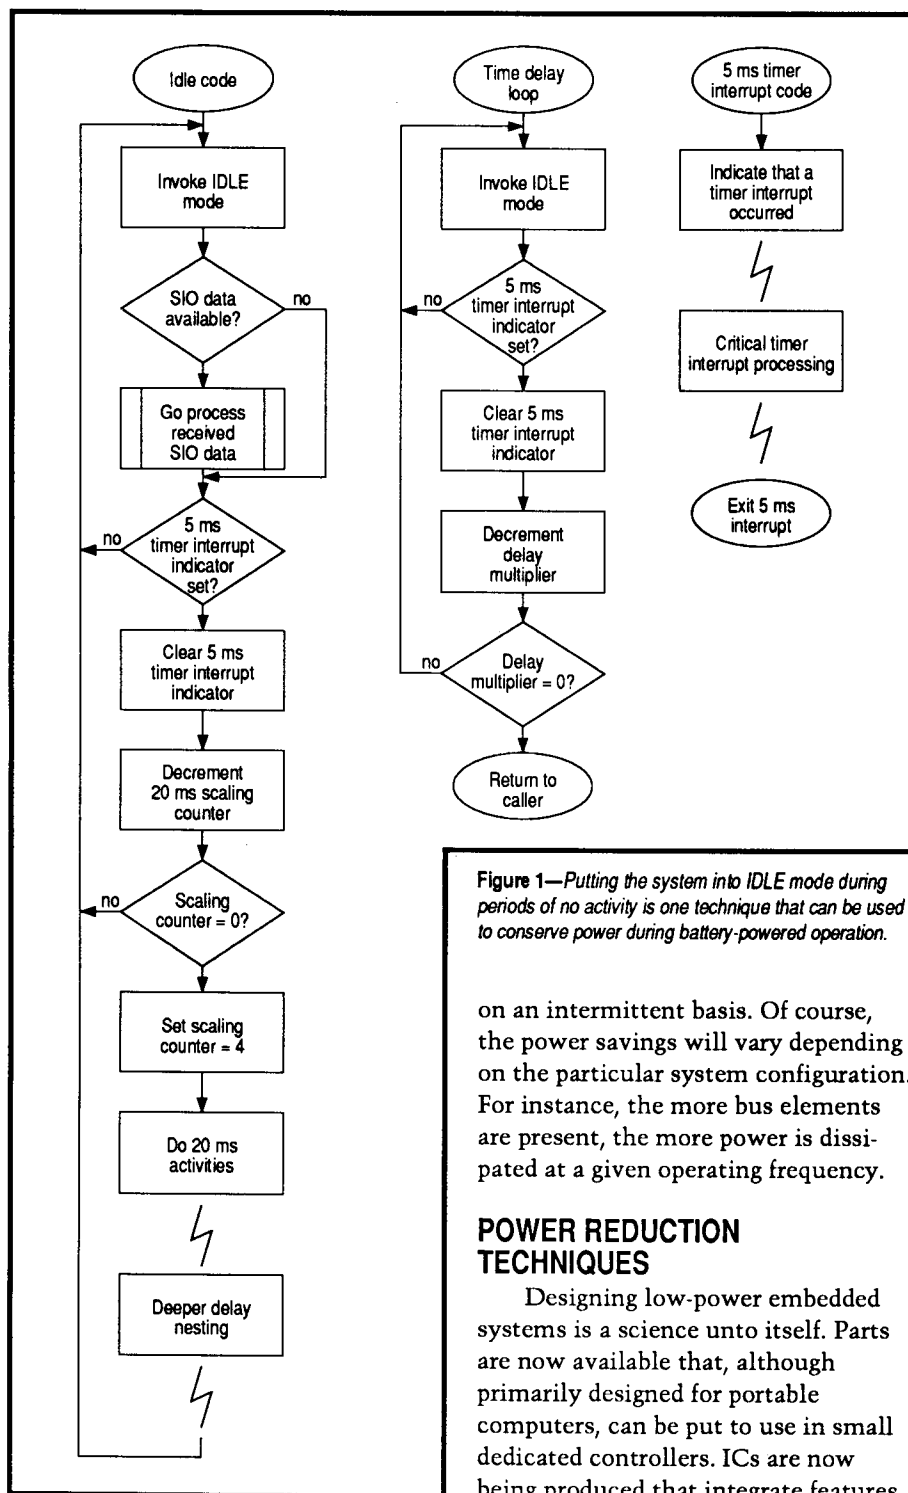 Idle code
Invoke IDLE
mode
SIO data
available?
no
Go process
received
SIO data
5 ms
timer interrupt
indicator
set?
no
Clear 5 ms
timer interrupt
indicator
Decrement
20 ms scaling
counter
Scaling
counter = 0?
no
Set scaling
counter = 4
Do 20 ms
activities
Deeper delay
nesting
Time delay
loop
Invoke IDLE
mode
5 ms
timer interrupt
indicator
set?
no
Clear 5 ms
timer interrupt
indicator
Decrement
delay
multiplier
Delay
multiplier = 0?
no
Return to
caller
5 ms timer
interrupt code
Indicate that a
timer interrupt
occurred
Critical timer
interrupt processing
Exit 5 ms
interrupt
Figure 1—Putting the system into IDLE mode during
periods of no activity is one technique that can be used
to conserve power during battery-powered operation.
on an intermittent basis. Of course,
the power savings will vary depending
on the particular system configuration.
For instance, the more bus elements
are present, the more power is dissi-
pated at a given operating frequency.
POWER REDUCTION
TECHNIQUES
Designing low-power embedded
systems is a science unto itself. Parts
are now available that, although
primarily designed for portable
computers, can be put to use in small
dedicated controllers. ICs are now
being produced that integrate features